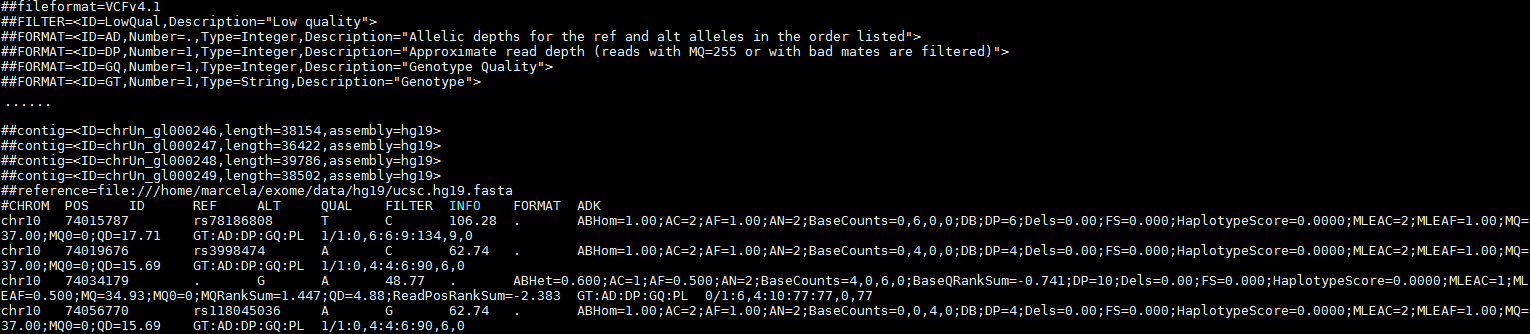 ##fileformat=VCFv4.1
##FILTER=<ID=LowQual,Description="Low quality">
##FORMAT=<ID=AD,Number=.,Type=Integer,Description="Allelic depths for the ref and alt alleles in the order listed">
##FORMAT=<ID=DP,Number=1,Type=Integer,Description="Approximate read depth (reads with MQ=255 or with bad mates are filtered)">
##FORMAT=<ID=GQ,Number=1,Type=Integer,Description="Genotype Quality">
##FORMAT=<ID=GT,Number=1,Type=String,Description="Genotype">
......
##contig=<ID=chrUn_gl000246,length=38154,assembly=hg19>
##contig=<ID=chrUn_gl000247,length=36422,assembly=hg19>
##contig=<ID=chrUn_gl000248,length=39786,assembly=hg19>
##contig=<ID=chrUn_gl000249,length=38502,assembly=hg19>
##reference=file:///home/marcela/exome/data/hg19/ucsc.hg19.fasta
#CHROM POS ID REF ALT QUAL FILTER INFO FORMAT ADK
chr10 74015787 rs78186808 T C 106.28 . ABHom=1.00;AC=2;AF=1.00;AN=2;BaseCounts=0,6,0,0;DB;DP=6;Dels=0.00;FS=0.000;HaplotypeScore=0.0000;MLEAC=2;MLEAF=1.00;MQ=
37.00;MQ0=0;QD=17.71 GT:AD:DP:GQ:PL 1/1:0,6:6:9:134,9,0
chr10 74019676 rs3998474 A C 62.74 . ABHom=1.00;AC=2;AF=1.00;AN=2;BaseCounts=0,4,0,0;DB;DP=4;Dels=0.00;FS=0.000;HaplotypeScore=0.0000;MLEAC=2;MLEAF=1.00;MQ=
37.00;MQ0=0;QD=15.69 GT:AD:DP:GQ:PL 1/1:0,4:4:6:90,6,0
chr10 74034179 . G A 48.77 . ABHet=0.600;AC=1;AF=0.500;AN=2;BaseCounts=4,0,6,0;BaseQRankSum=-0.741;DP=10;Dels=0.00;FS=0.000;HaplotypeScore=0.0000;MLEAC=1;ML
EAF=0.500;MQ=34.93;MQ0=0;MQRankSum=1.447;QD=4.88;ReadPosRankSum=-2.383 GT:AD:DP:GQ:PL 0/1:6,4:10:77:77,0,77
chr10 74056770 rs118045036 A G 62.74 . ABHom=1.00;AC=2;AF=1.00;AN=2;BaseCounts=0,0,4,0;DB;DP=4;Dels=0.00;FS=0.000;HaplotypeScore=0.0000;MLEAC=2;MLEAF=1.00;MQ=
37.00;MQ0=0;QD=15.69 GT:AD:DP:GQ:PL 1/1:0,4:4:6:90,6,0